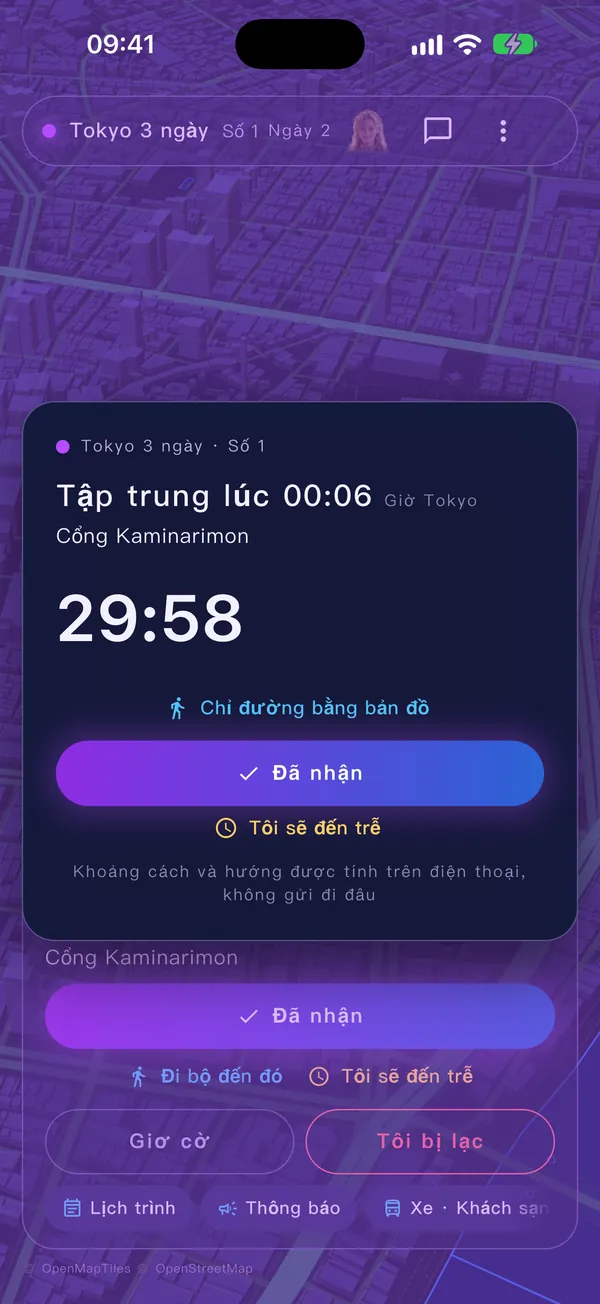 09:41
Tokyo 3 ngày Số 1 Ngày 2
Tokyo 3 ngày · Số 1
Tập trung lúc 00:06 Giờ Tokyo
Cổng Kaminarimon
29:58
Chỉ đường bằng bản đồ
Đã nhận
Tôi sẽ đến trễ
Khoảng cách và hướng được tính trên điện thoại,
không gửi đi đâu
Cổng Kaminarimon
Đã nhận
Đi bộ đến đó Tôi sẽ đến trễ
Giơ cờ Tôi bị lạc
Lịch trình Thông báo Xe · Khách sạn
© OpenMapTiles © OpenStreetMap